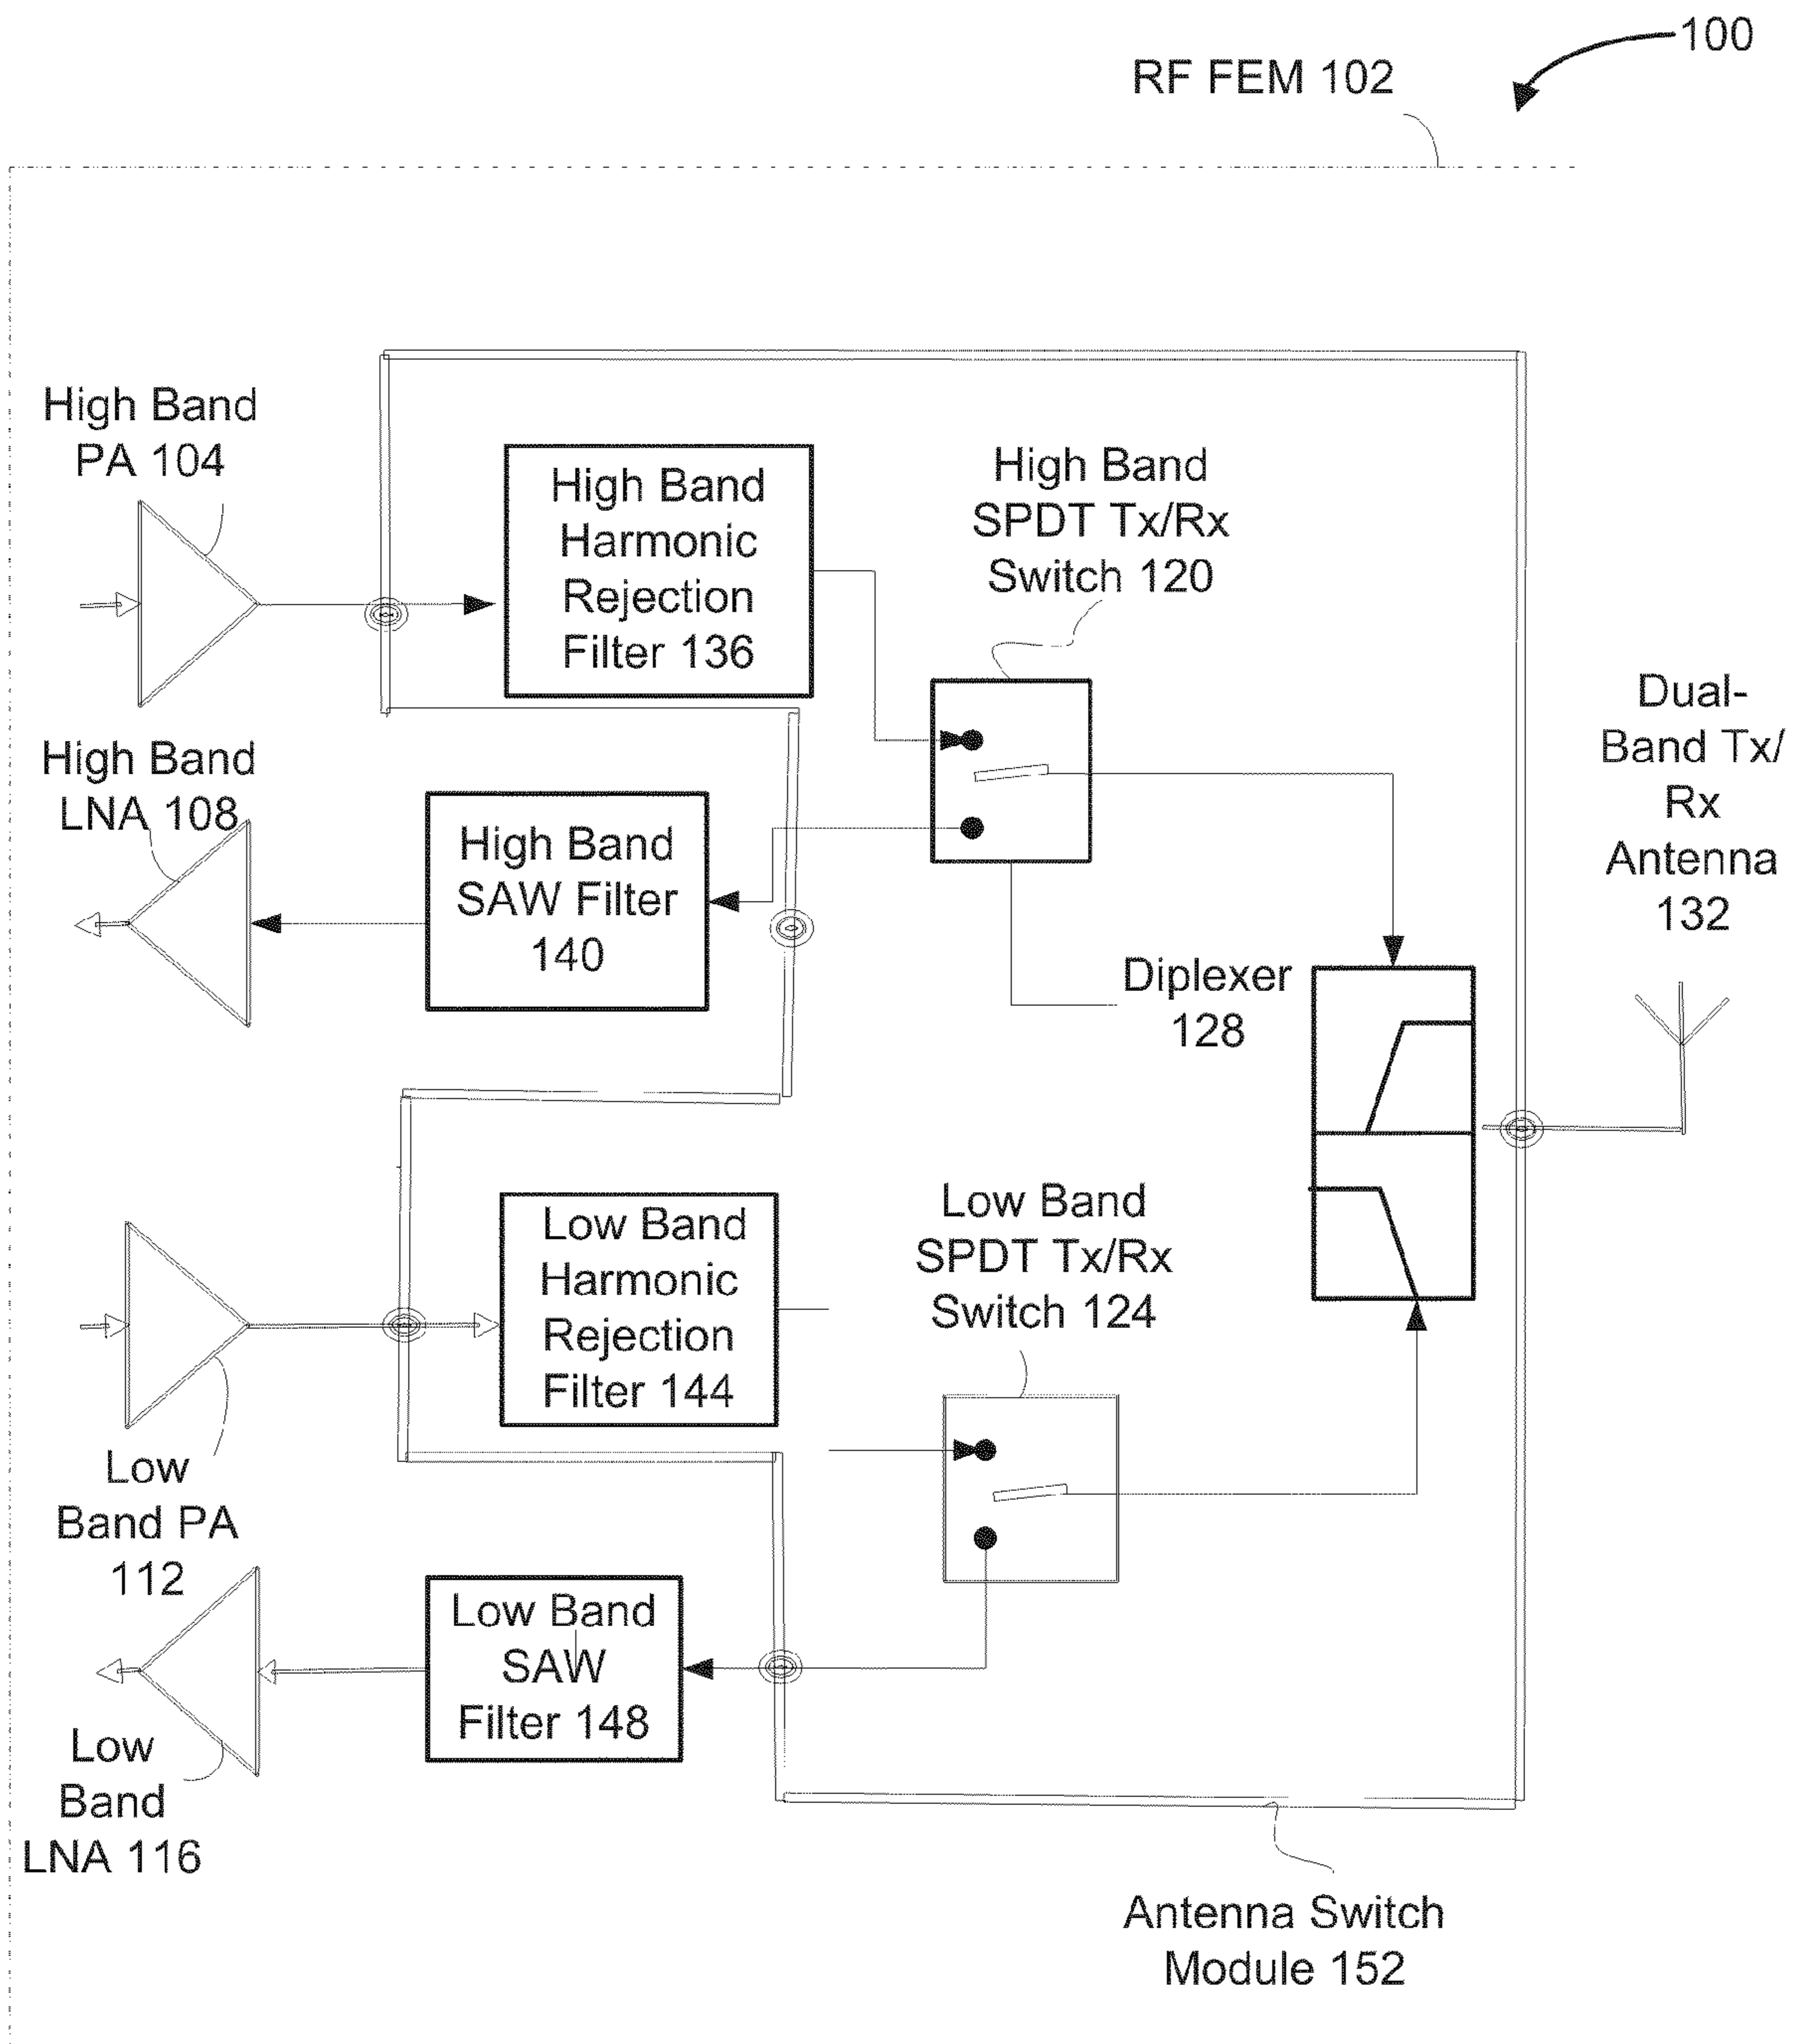 100
RF FEM 102
High Band
PA 104
High Band
Harmonic
Rejection
Filter 136
High Band
SPDT Tx/Rx
Switch 120
Dual-
Band Tx/
Rx
Antenna
132
High Band
LNA 108
High Band
SAW Filter
140
Diplexer
128
Low Band
Harmonic
Rejection
Filter 144
Low Band
SPDT Tx/Rx
Switch 124
Low
Band PA
112
Low Band
SAW
Filter 148
Low
Band
LNA 116
Antenna Switch
Module 152